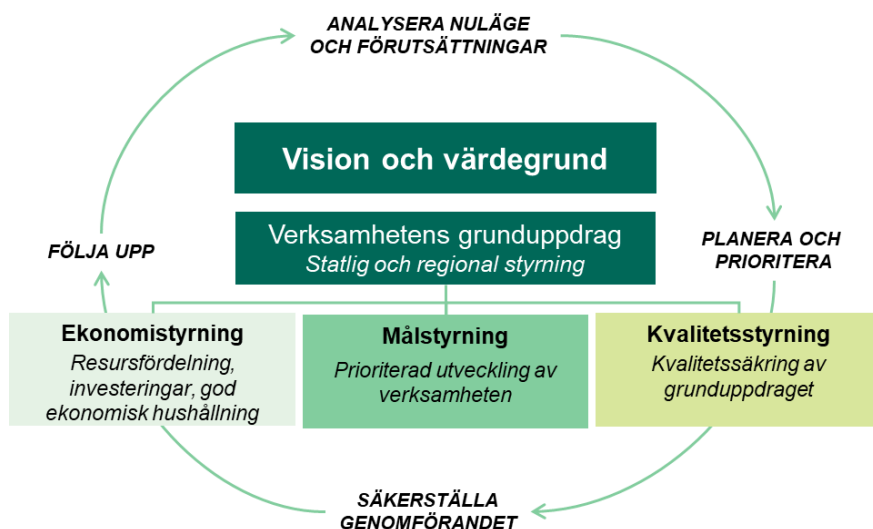 ANALYSERA NULÄGE
OCH FÖRUTSÄTTNINGAR
Vision och värdegrund
Verksamhetens grunduppdrag
Statlig och regional styrning
FÖLJA UPP
PLANERA OCH
PRIORITERA
Ekonomistyrning
Resursfördelning,
investeringar, god
ekonomisk hushållning
Målstyrning
Prioriterad utveckling av
verksamheten
Kvalitetsstyrning
Kvalitetssäkring av
grunduppdraget
SÄKERSTÄLLA
GENOMFÖRANDET